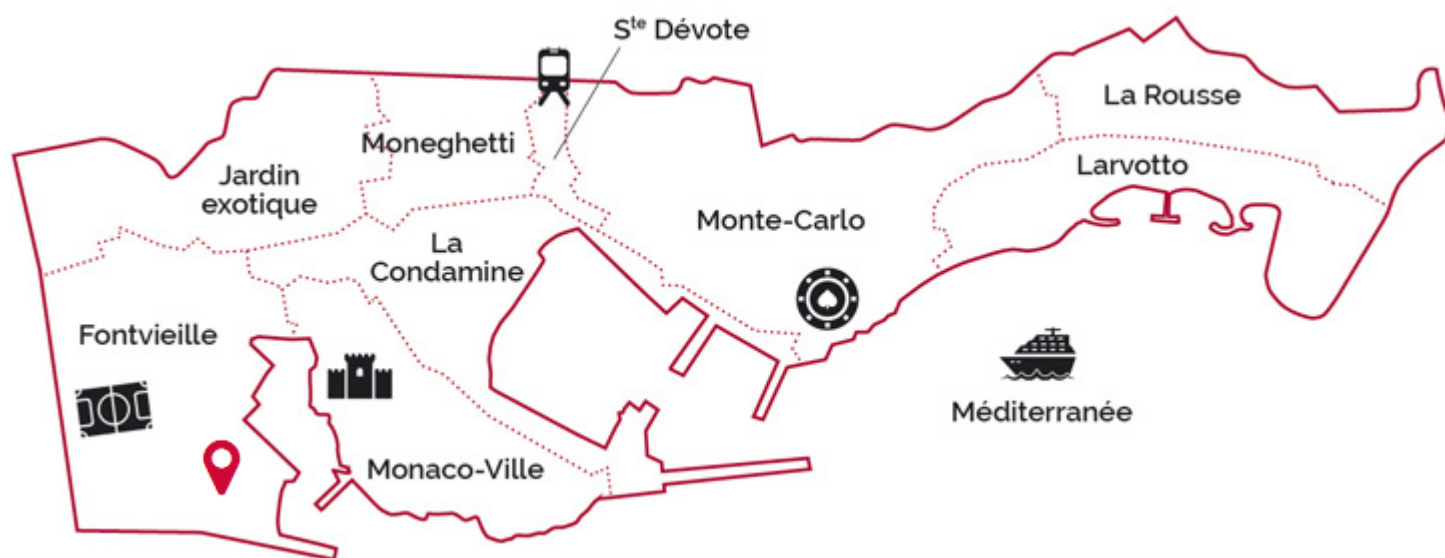 Sᵗᵉ Dévote
La Rousse
Moneghetti
Larvotto
Jardin
exotique
Monte-Carlo
La
Condamine
Fontvieille
Méditerranée
Monaco-Ville